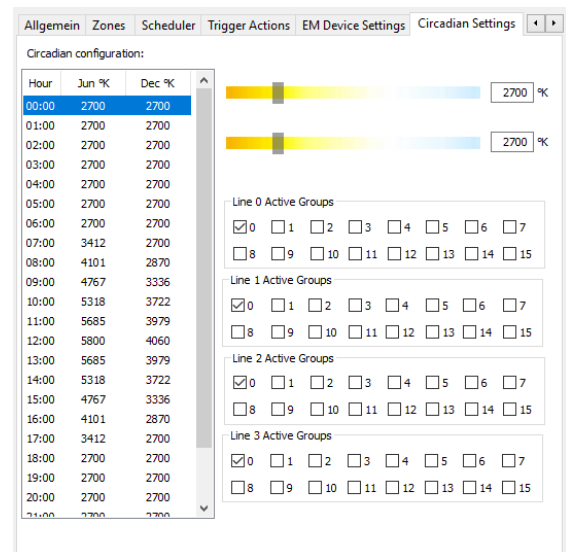 Allgemein Zones Scheduler Trigger Actions EM Device Settings Circadian Settings
Circadian configuration:
Hour Jun ºK Dec ºK
00:00 2700 2700
01:00 2700 2700
02:00 2700 2700
03:00 2700 2700
04:00 2700 2700
05:00 2700 2700
06:00 2700 2700
07:00 3412 2700
08:00 4101 2870
09:00 4767 3336
10:00 5318 3722
11:00 5685 3979
12:00 5800 4060
13:00 5685 3979
14:00 5318 3722
15:00 4767 3336
16:00 4101 2870
17:00 3412 2700
18:00 2700 2700
19:00 2700 2700
20:00 2700 2700
21:00 2700 2700
2700 ºK
2700 ºK
Line 0 Active Groups
0 1 2 3 4 5 6 7
8 9 10 11 12 13 14 15
Line 1 Active Groups
0 1 2 3 4 5 6 7
8 9 10 11 12 13 14 15
Line 2 Active Groups
0 1 2 3 4 5 6 7
8 9 10 11 12 13 14 15
Line 3 Active Groups
0 1 2 3 4 5 6 7
8 9 10 11 12 13 14 15